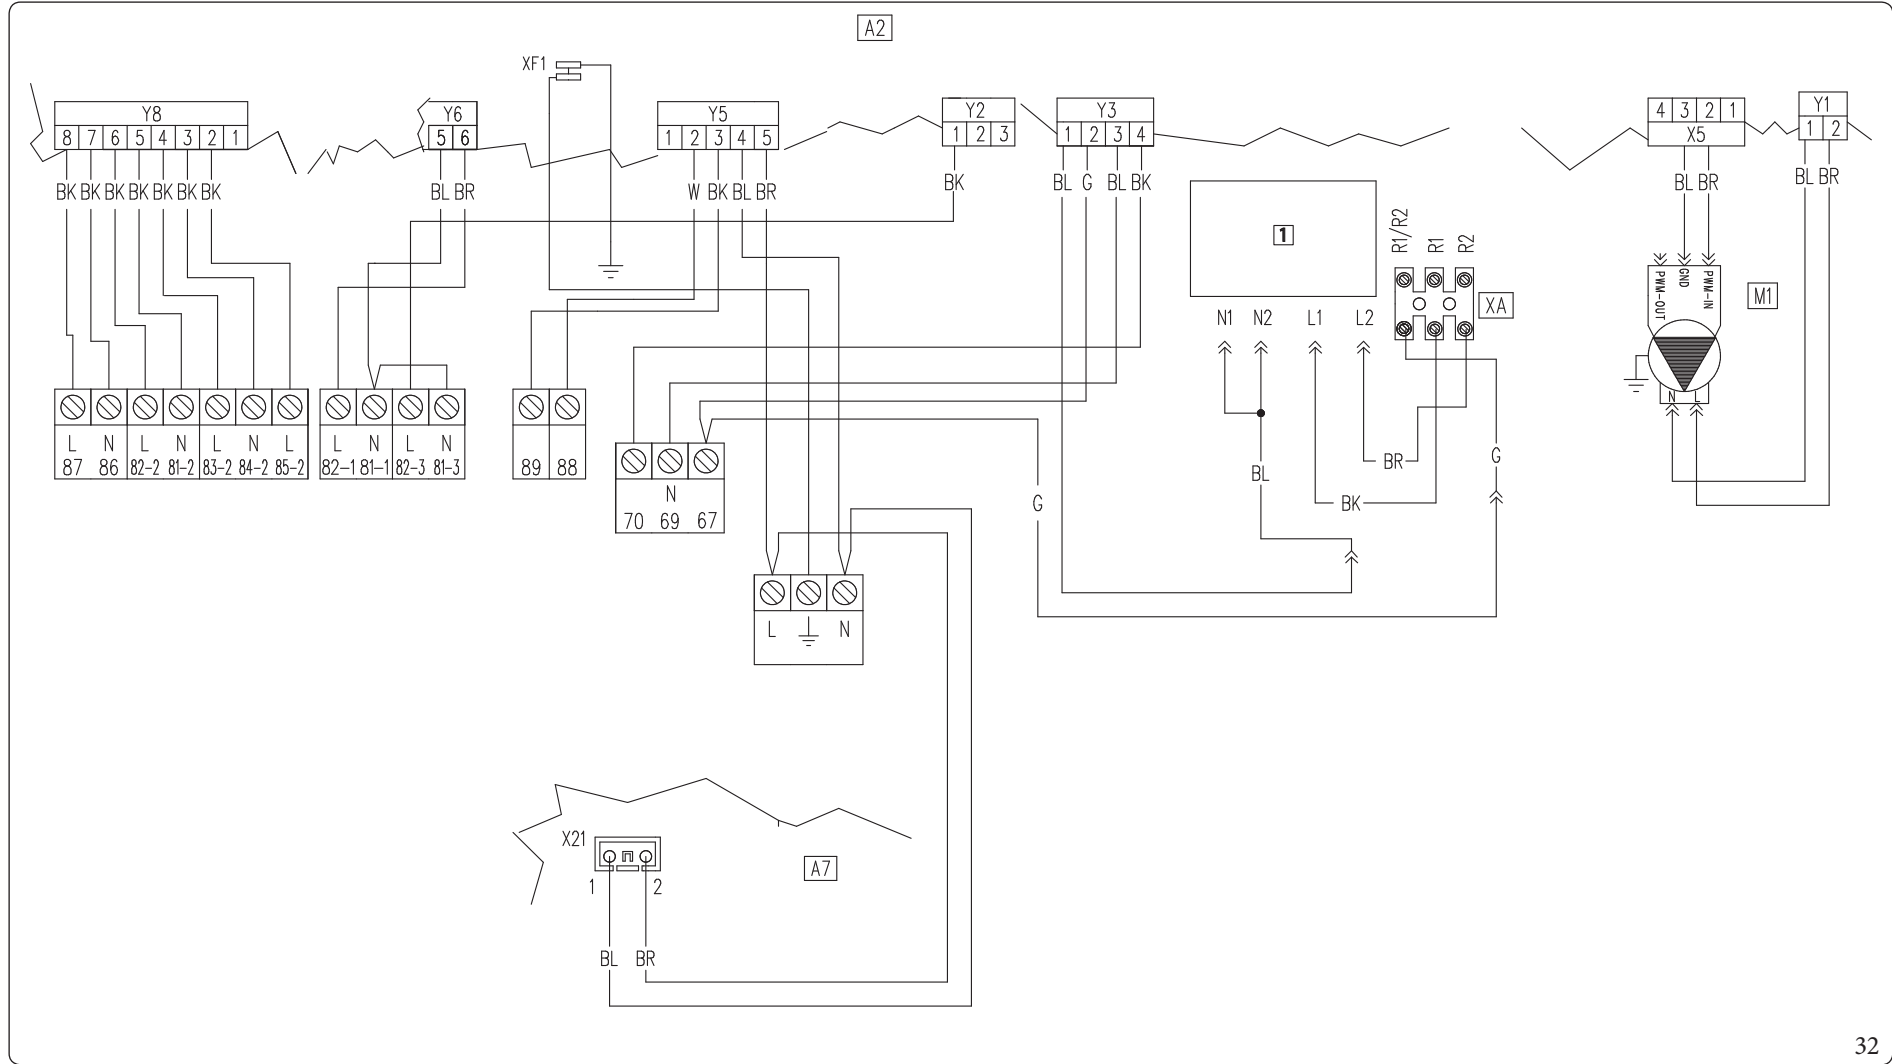 A2
XF1
Y8
8 7 6 5 4 3 2 1
Y6
5 6
Y5
1 2 3 4 5
Y2
1 2 3
Y3
1 2 3 4
4 3 2 1
X5
Y1
1 2
BK BK BK BK BK BK BK
BL BR
W BK BL BR
BK
BL G BL BK
BL BR
BL BR
1
R1/R2
R1
R2
XA
N1 N2 L1 L2
PWM-OUT
GND
PWM-IN
M1
N L
L N L N L N L
87 86 82-2 81-2 83-2 84-2 85-2
L N L N
82-1 81-1 82-3 81-3
89 88
N
70 69 67
G
BL
BR
BK
G
L N
X21
1 2
A7
BL BR
32